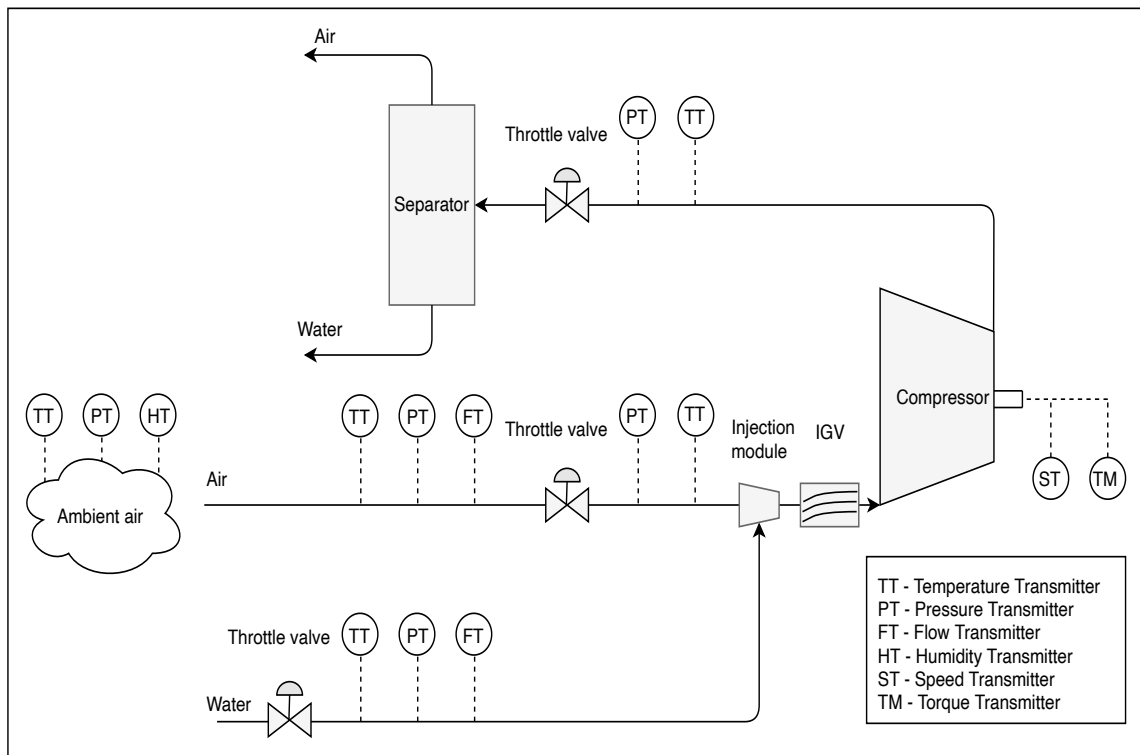 Air
PT
TT
Throttle valve
Separator
Water
Compressor
TT
PT
HT
TT
PT
FT
Throttle valve
PT
TT
Injection
module
IGV
ST
TM
Air
Ambient air
TT - Temperature Transmitter
PT - Pressure Transmitter
FT - Flow Transmitter
HT - Humidity Transmitter
ST - Speed Transmitter
TM - Torque Transmitter
Throttle valve
TT
PT
FT
Water